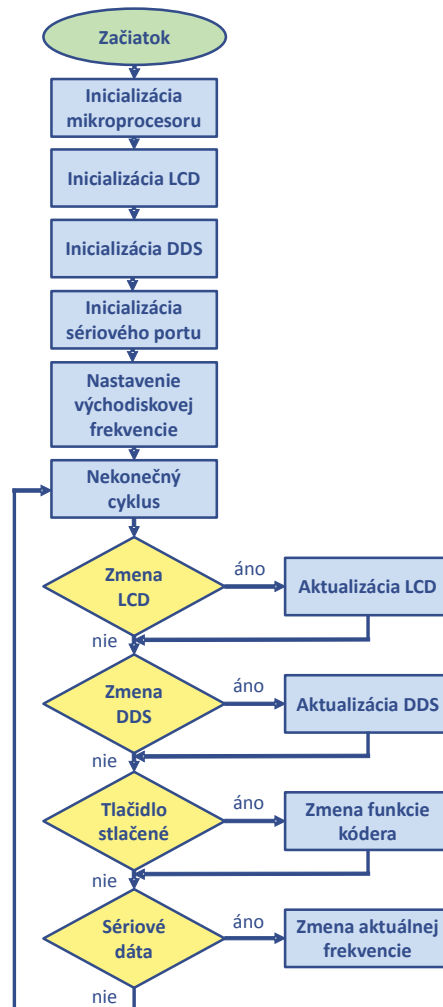 Začiatok
Inicializácia
mikroprocesoru
Inicializácia LCD
Inicializácia DDS
Inicializácia
sériového portu
Nastavenie
východiskovej
frekvencie
Nekonečný
cyklus
Zmena
LCD
áno
Aktualizácia LCD
nie
Zmena
DDS
áno
Aktualizácia DDS
nie
Tlačidlo
stlačené
áno
Zmena funkcie
kódera
nie
Sériové
dáta
áno
Zmena aktuálnej
frekvencie
nie